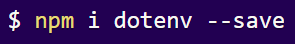 $ npm i dotenv --save